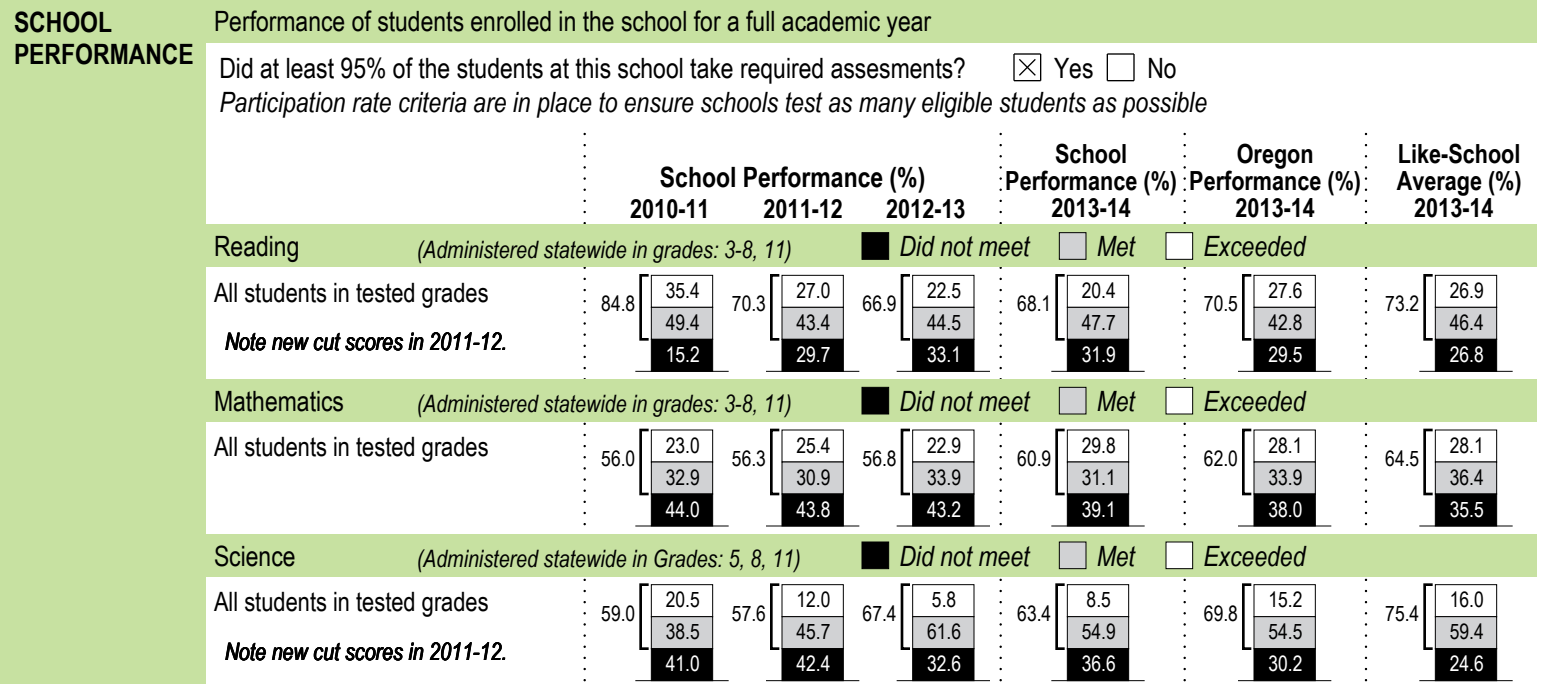 SCHOOL PERFORMANCE
Performance of students enrolled in the school for a full academic year
Did at least 95% of the students at this school take required assesments? Yes No
Participation rate criteria are in place to ensure schools test as many eligible students as possible
School Performance (%)
2010-11 2011-12 2012-13
School Performance (%) 2013-14
Oregon Performance (%) 2013-14
Like-School Average (%) 2013-14
Reading (Administered statewide in grades: 3-8, 11) Did not meet Met Exceeded
All students in tested grades
Note new cut scores in 2011-12.
84.8 35.4 49.4 15.2
70.3 27.0 43.4 29.7
66.9 22.5 44.5 33.1
68.1 20.4 47.7 31.9
70.5 27.6 42.8 29.5
73.2 26.9 46.4 26.8
Mathematics (Administered statewide in grades: 3-8, 11) Did not meet Met Exceeded
All students in tested grades
56.0 23.0 32.9 44.0
56.3 25.4 30.9 43.8
56.8 22.9 33.9 43.2
60.9 29.8 31.1 39.1
62.0 28.1 33.9 38.0
64.5 28.1 36.4 35.5
Science (Administered statewide in Grades: 5, 8, 11) Did not meet Met Exceeded
All students in tested grades
Note new cut scores in 2011-12.
59.0 20.5 38.5 41.0
57.6 12.0 45.7 42.4
67.4 5.8 61.6 32.6
63.4 8.5 54.9 36.6
69.8 15.2 54.5 30.2
75.4 16.0 59.4 24.6